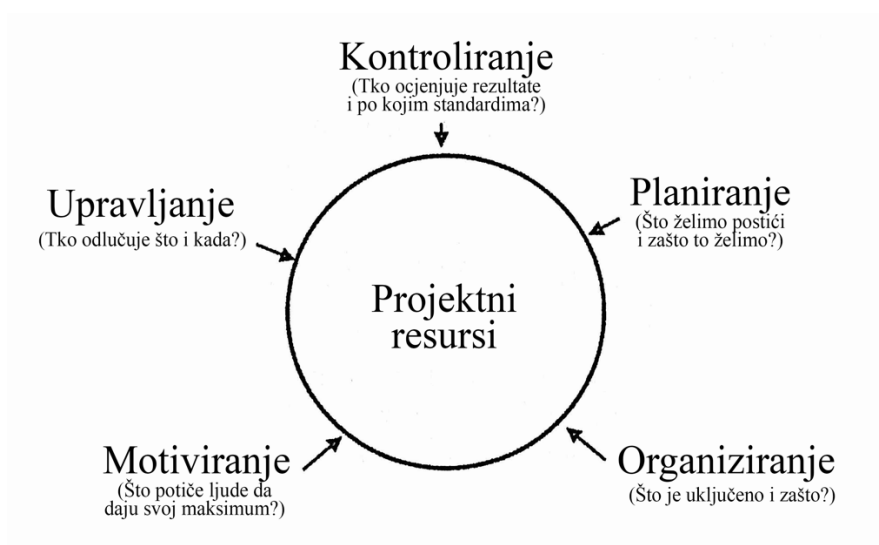 Kontroliranje
(Tko ocjenjuje rezultate
i po kojim standardima?)
Upravljanje
(Tko odlučuje što i kada?)
Planiranje
(Što želimo postići
i zašto to želimo?)
Projektni
resursi
Motiviranje
(Što potiče ljude da
daju svoj maksimum?)
Organiziranje
(Što je uključeno i zašto?)